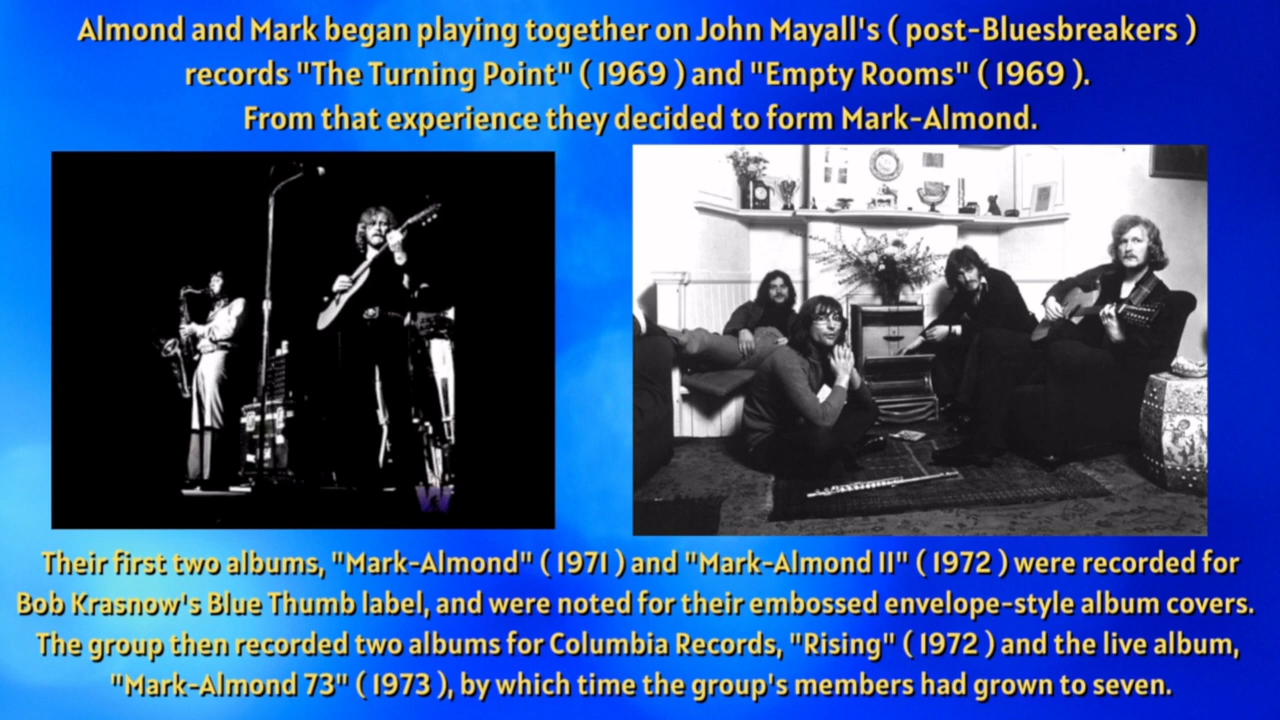 Almond and Mark began playing together on John Mayall's ( post-Bluesbreakers )
records "The Turning Point" ( 1969 ) and "Empty Rooms" ( 1969 ).
From that experience they decided to form Mark-Almond.
W
Their first two albums, "Mark-Almond" ( 1971 ) and "Mark-Almond II" ( 1972 ) were recorded for
Bob Krasnow's Blue Thumb label, and were noted for their embossed envelope-style album covers.
The group then recorded two albums for Columbia Records, "Rising" ( 1972 ) and the live album,
"Mark-Almond 73" ( 1973 ), by which time the group's members had grown to seven.